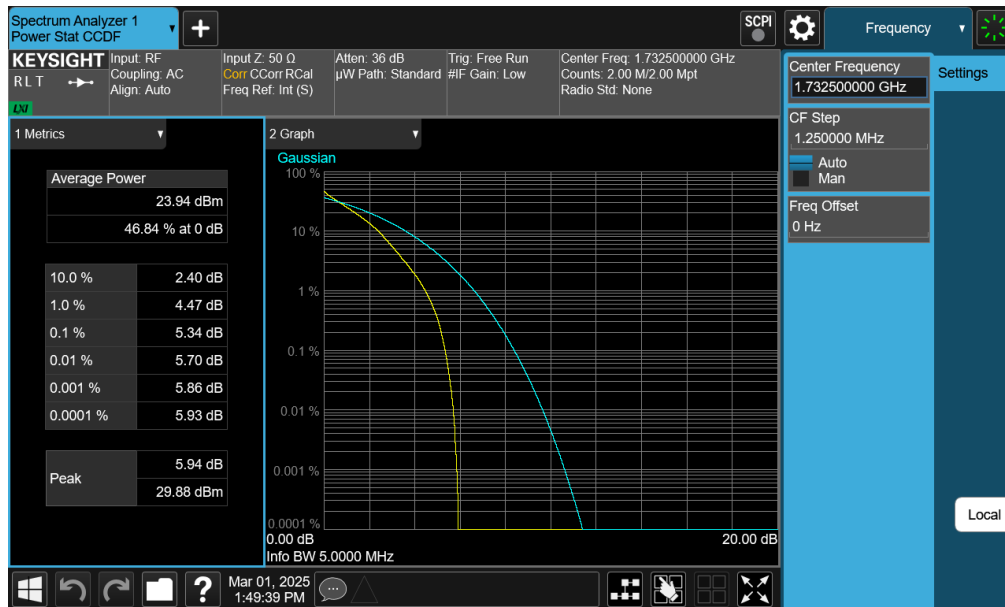 Spectrum Analyzer 1
Power Stat CCDF
+
SCPI
Frequency
KEYSIGHT
RLT
LXI
Input: RF
Coupling: AC
Align: Auto
Input Z: 50 Ω
Corr CCorr RCal
Freq Ref: Int (S)
Atten: 36 dB
µW Path: Standard
Trig: Free Run
#IF Gain: Low
Center Freq: 1.732500000 GHz
Counts: 2.00 M/2.00 Mpt
Radio Std: None
Center Frequency
1.732500000 GHz
Settings
CF Step
1.250000 MHz
Auto
Man
Freq Offset
0 Hz
Local
1 Metrics
Average Power
23.94 dBm
46.84 % at 0 dB
10.0 % 2.40 dB
1.0 % 4.47 dB
0.1 % 5.34 dB
0.01 % 5.70 dB
0.001 % 5.86 dB
0.0001 % 5.93 dB
Peak
5.94 dB
29.88 dBm
2 Graph
Gaussian
100 %
10 %
1 %
0.1 %
0.01 %
0.001 %
0.0001 %
0.00 dB 20.00 dB
Info BW 5.0000 MHz
?
Mar 01, 2025
1:49:39 PM